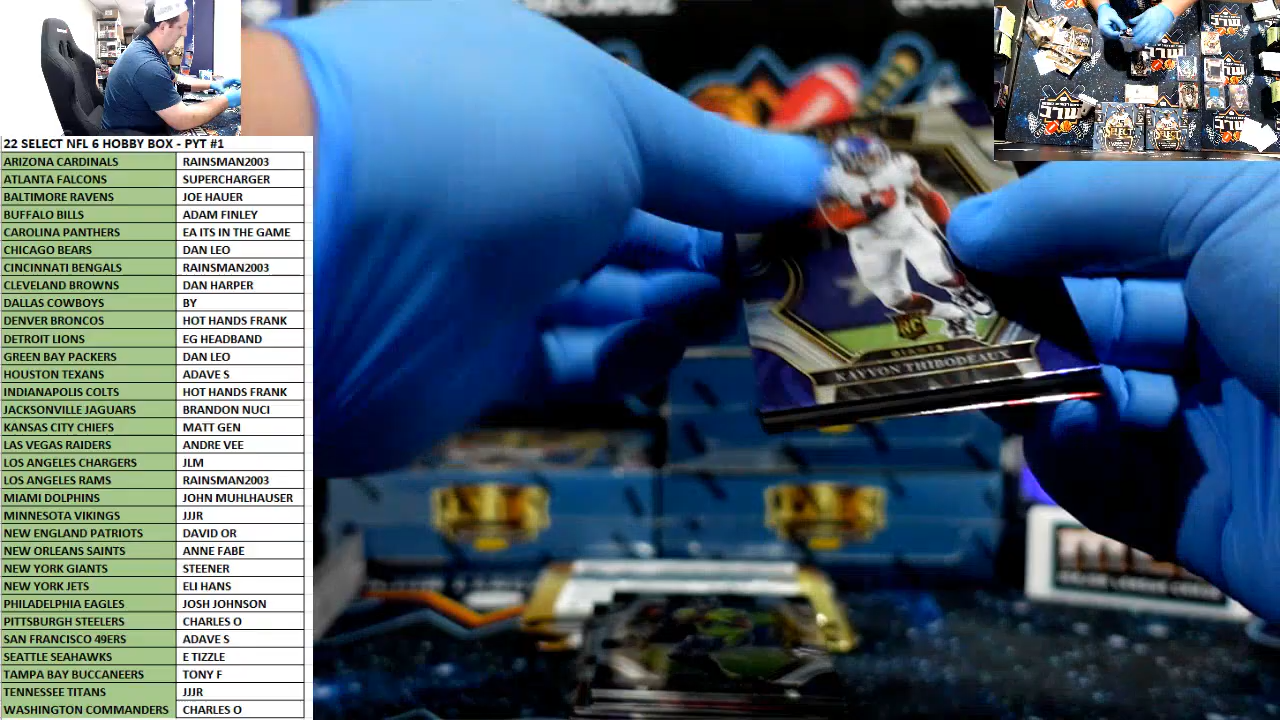 22 SELECT NFL 6 HOBBY BOX - PYT #1
ARIZONA CARDINALS RAINSMAN2003
ATLANTA FALCONS SUPERCHARGER
BALTIMORE RAVENS JOE HAUER
BUFFALO BILLS ADAM FINLEY
CAROLINA PANTHERS EA ITS IN THE GAME
CHICAGO BEARS DAN LEO
CINCINNATI BENGALS RAINSMAN2003
CLEVELAND BROWNS DAN HARPER
DALLAS COWBOYS BY
DENVER BRONCOS HOT HANDS FRANK
DETROIT LIONS EG HEADBAND
GREEN BAY PACKERS DAN LEO
HOUSTON TEXANS ADAVE S
INDIANAPOLIS COLTS HOT HANDS FRANK
JACKSONVILLE JAGUARS BRANDON NUCI
KANSAS CITY CHIEFS MATT GEN
LAS VEGAS RAIDERS ANDRE VEE
LOS ANGELES CHARGERS JLM
LOS ANGELES RAMS RAINSMAN2003
MIAMI DOLPHINS JOHN MUHLHAUSER
MINNESOTA VIKINGS JJJR
NEW ENGLAND PATRIOTS DAVID OR
NEW ORLEANS SAINTS ANNE FABE
NEW YORK GIANTS STEENER
NEW YORK JETS ELI HANS
PHILADELPHIA EAGLES JOSH JOHNSON
PITTSBURGH STEELERS CHARLES O
SAN FRANCISCO 49ERS ADAVE S
SEATTLE SEAHAWKS E TIZZLE
TAMPA BAY BUCCANEERS TONY F
TENNESSEE TITANS JJJR
WASHINGTON COMMANDERS CHARLES O
RC
GIANTS
KAYVON THIBODEAUX